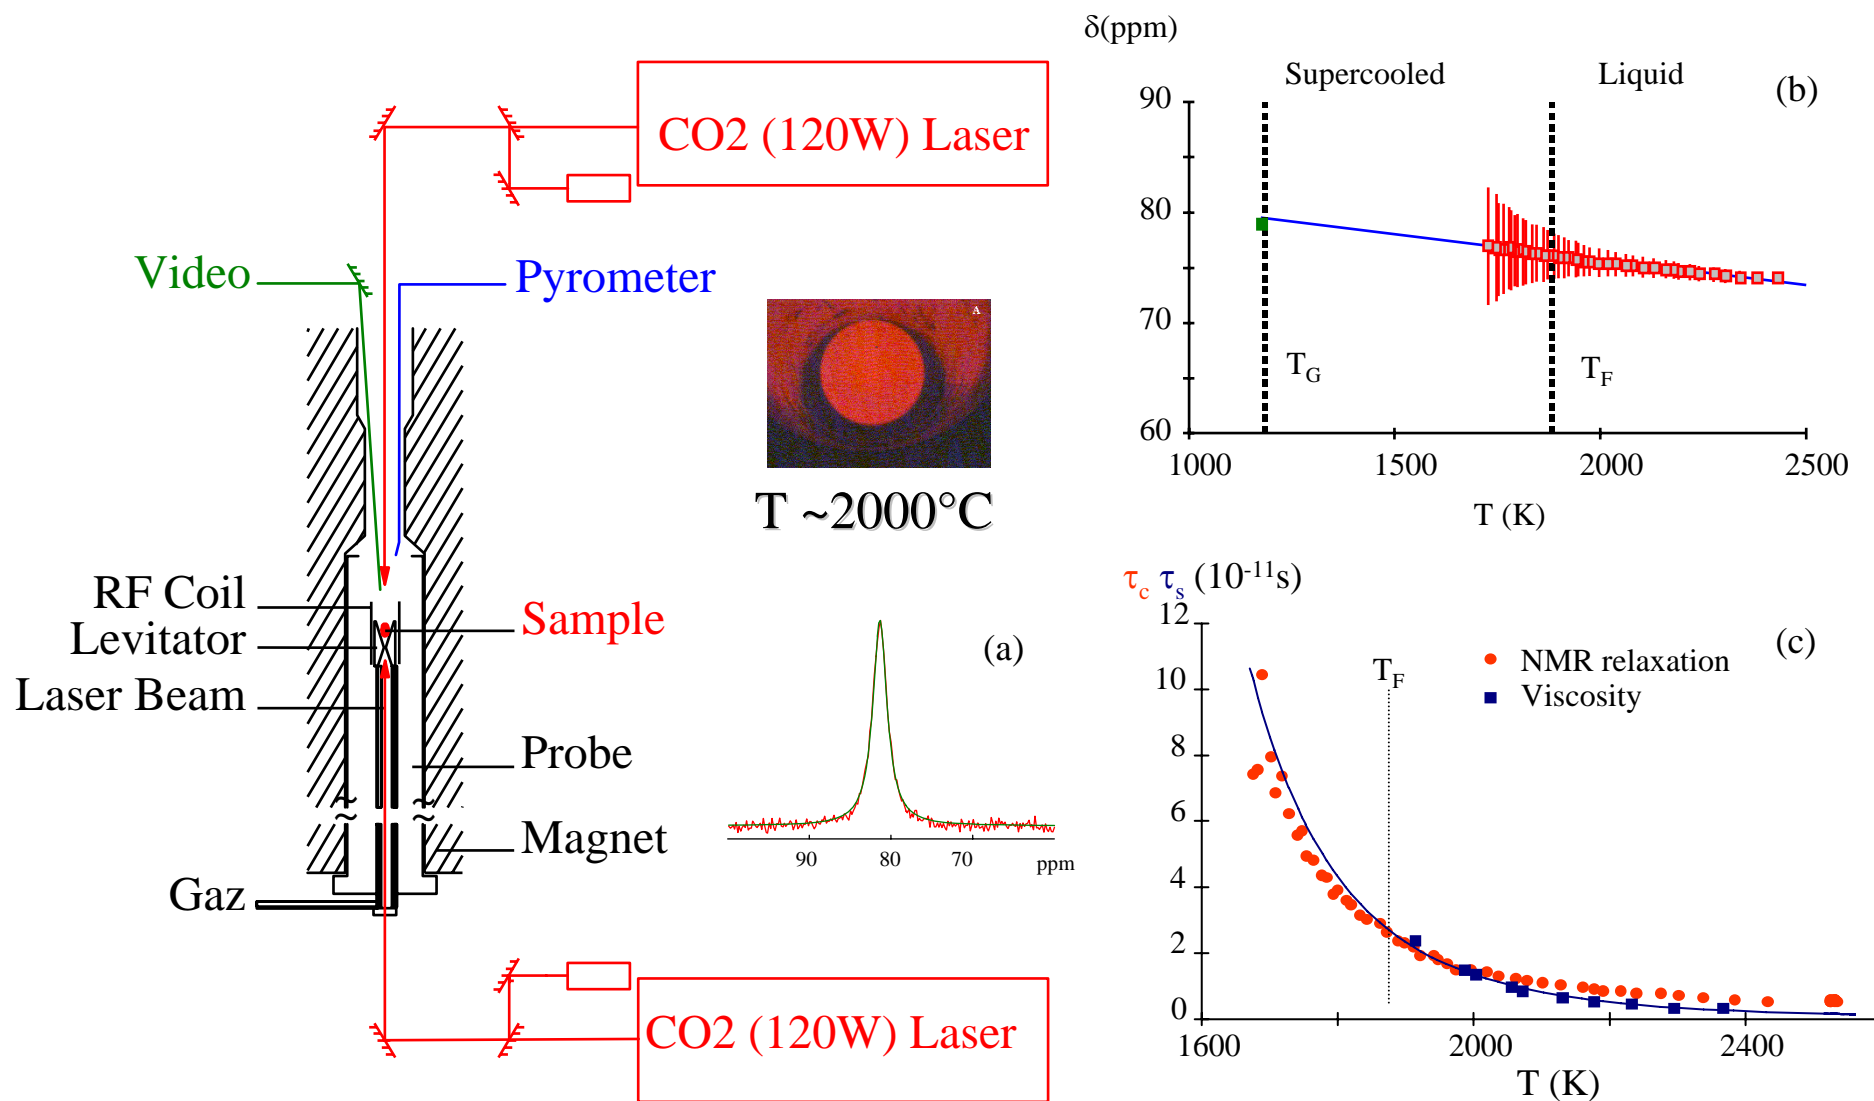 CO2 (120W) Laser
Video
Pyrometer
A
T ~2000°C
RF Coil
Levitator
Laser Beam
Sample
Probe
Magnet
Gaz
CO2 (120W) Laser
(a)
90
80
70
ppm
δ(ppm)
Supercooled
Liquid
(b)
90
80
70
60
T_G
T_F
1000
1500
2000
2500
T (K)
τ_c τ_s (10^-11 s)
12
10
8
6
4
2
0
T_F
NMR relaxation
Viscosity
(c)
1600
2000
2400
T (K)